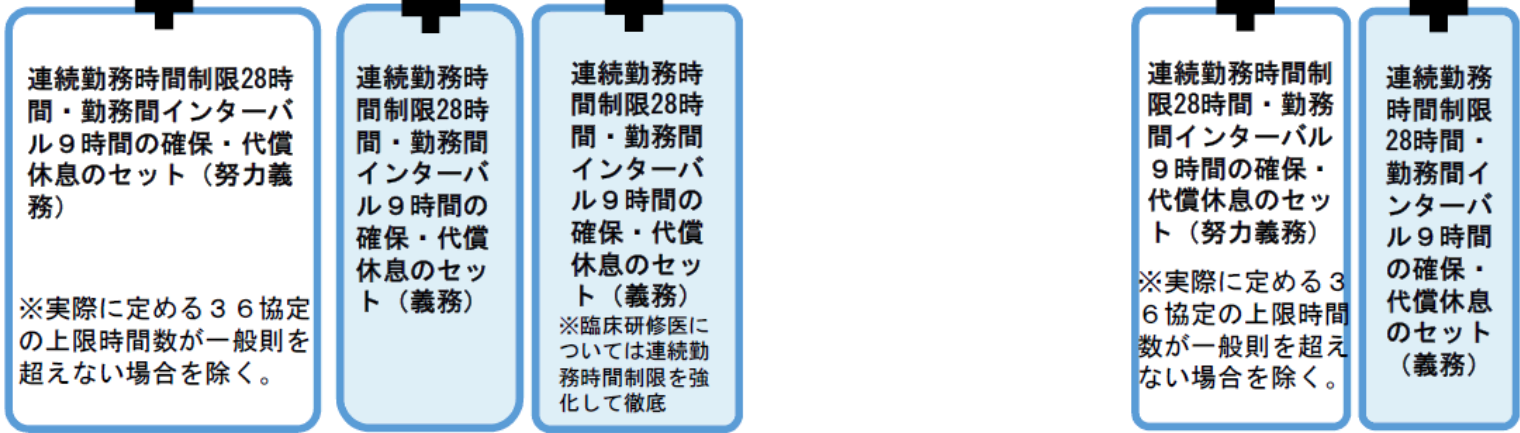 連続勤務時間制限28時
間・勤務間インターバ
ル９時間の確保・代償
休息のセット（努力義
務）
※実際に定める３６協定
の上限時間数が一般則を
超えない場合を除く。
連続勤務時
間制限28時
間・勤務間
インターバ
ル９時間の
確保・代償
休息のセッ
ト（義務）
連続勤務時
間制限28時
間・勤務間
インターバ
ル９時間の
確保・代償
休息のセッ
ト（義務）
※臨床研修医に
ついては連続勤
務時間制限を強
化して徹底
連続勤務時間制
限28時間・勤務
間インターバル
９時間の確保・
代償休息のセッ
ト（努力義務）
※実際に定める３
６協定の上限時間
数が一般則を超え
ない場合を除く。
連続勤務
時間制限
28時間・
勤務間イ
ンターバ
ル９時間
の確保・
代償休息
のセット
（義務）